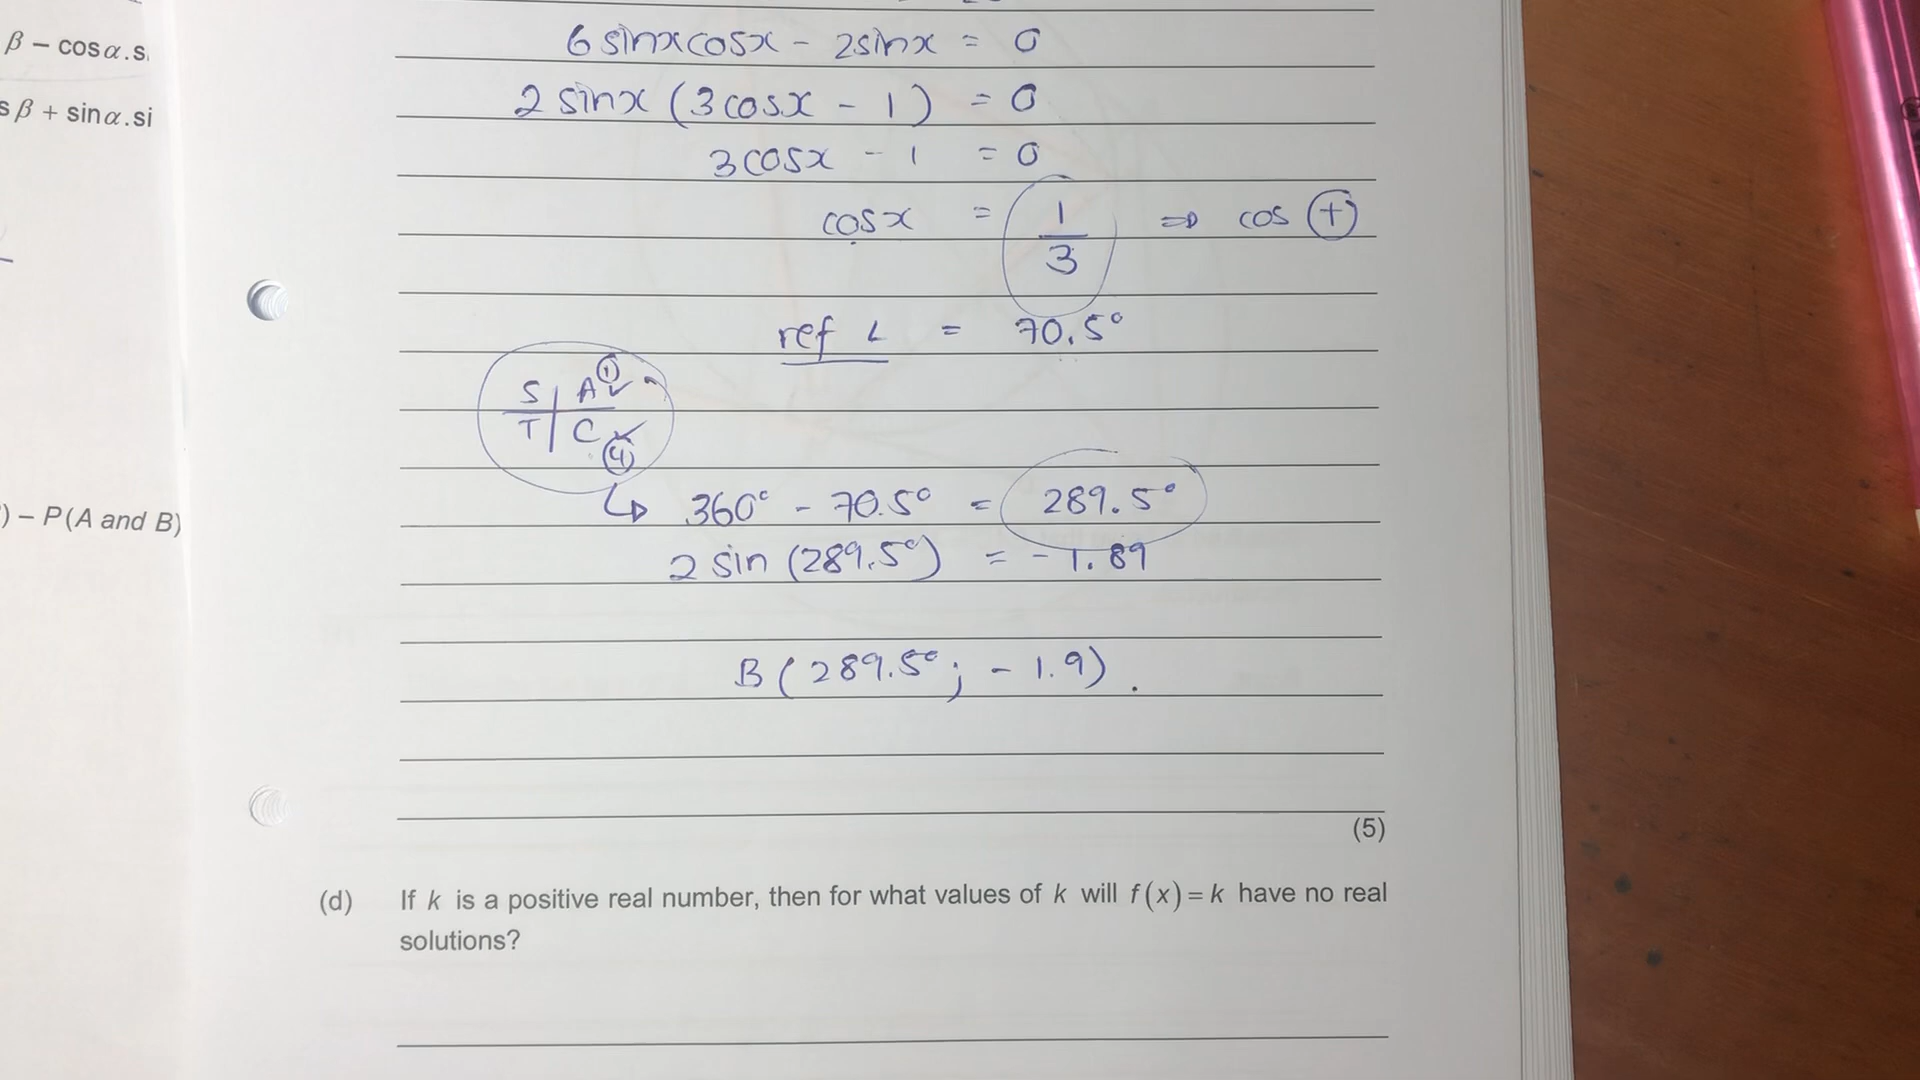 β – cosα.s
s β + sinα.si
) – P(A and B)
6 sinx cosx - 2sinx = 0
2 sinx (3 cosx - 1) = 0
3 cosx - 1 = 0
cosx = 1/3 ⇒ cos (+)
ref ∠ = 70.5°
S A ① ✓
T C ✓ ④
↳ 360° - 70.5° = 289.5°
2 sin (289.5°) = -1.89
B (289.5°; -1.9).
(5)
(d) If k is a positive real number, then for what values of k will f(x) = k have no real
solutions?